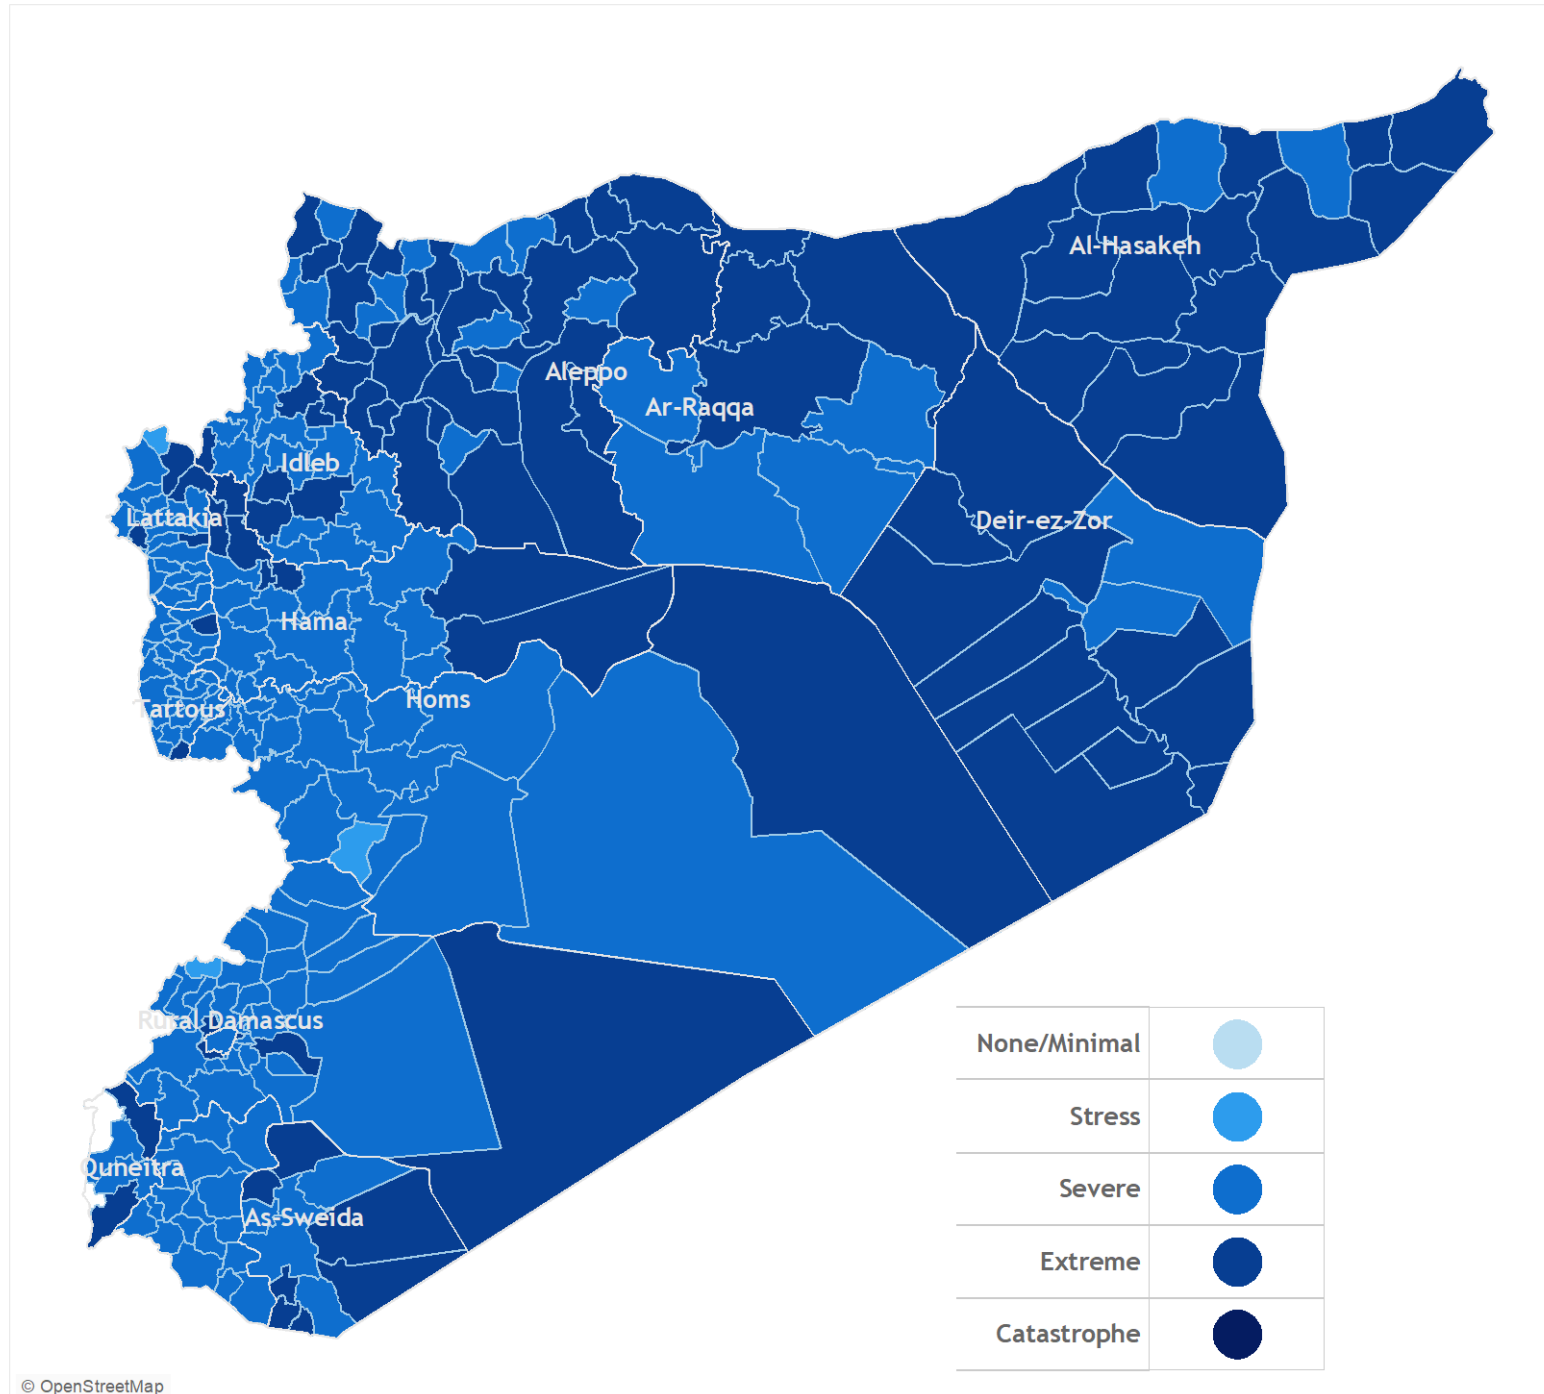 Al-Hasakeh
Aleppo
Ar-Raqqa
Idleb
Lattakia
Deir-ez-Zor
Hama
Homs
Tartous
Rural Damascus
Quneitra
As-Sweida
None/Minimal
Stress
Severe
Extreme
Catastrophe
© OpenStreetMap